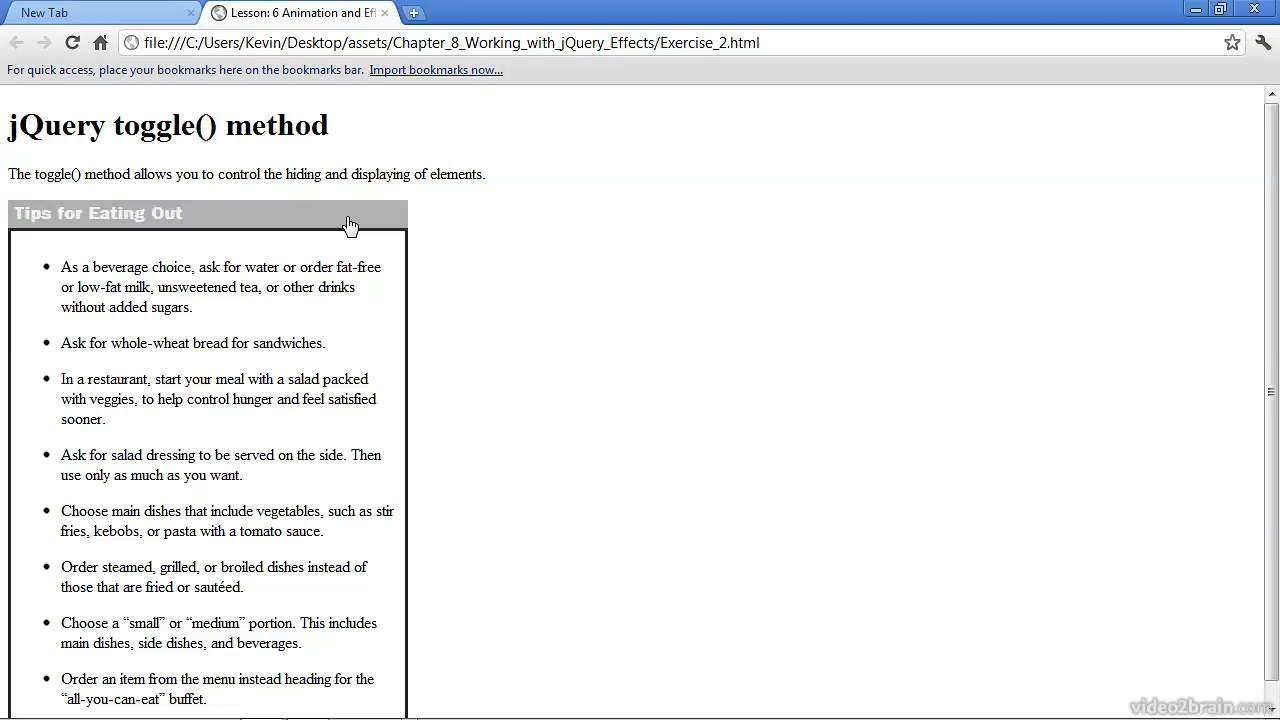 New Tab
Lesson: 6 Animation and Eff
file:///C:/Users/Kevin/Desktop/assets/Chapter_8_Working_with_jQuery_Effects/Exercise_2.html
For quick access, place your bookmarks here on the bookmarks bar. Import bookmarks now...
jQuery toggle() method
The toggle() method allows you to control the hiding and displaying of elements.
Tips for Eating Out
As a beverage choice, ask for water or order fat-free
or low-fat milk, unsweetened tea, or other drinks
without added sugars.
Ask for whole-wheat bread for sandwiches.
In a restaurant, start your meal with a salad packed
with veggies, to help control hunger and feel satisfied
sooner.
Ask for salad dressing to be served on the side. Then
use only as much as you want.
Choose main dishes that include vegetables, such as stir
fries, kebobs, or pasta with a tomato sauce.
Order steamed, grilled, or broiled dishes instead of
those that are fried or sautéed.
Choose a “small” or “medium” portion. This includes
main dishes, side dishes, and beverages.
Order an item from the menu instead heading for the
“all-you-can-eat” buffet.
video2brain.com